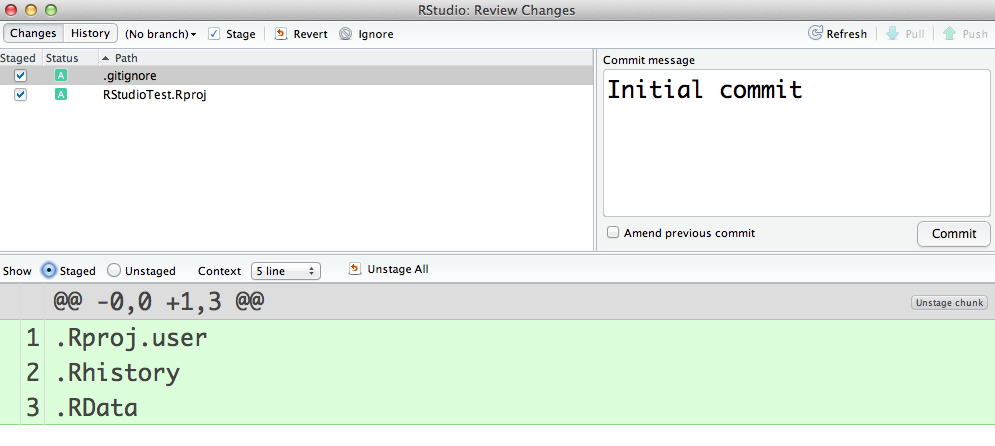 RStudio: Review Changes
Changes History (No branch) Stage Revert Ignore Refresh Pull Push
Staged Status Path
A .gitignore
A RStudioTest.Rproj
Commit message
Initial commit
Amend previous commit Commit
Show Staged Unstaged Context 5 line Unstage All
@@ -0,0 +1,3 @@ Unstage chunk
1 .Rproj.user
2 .Rhistory
3 .RData